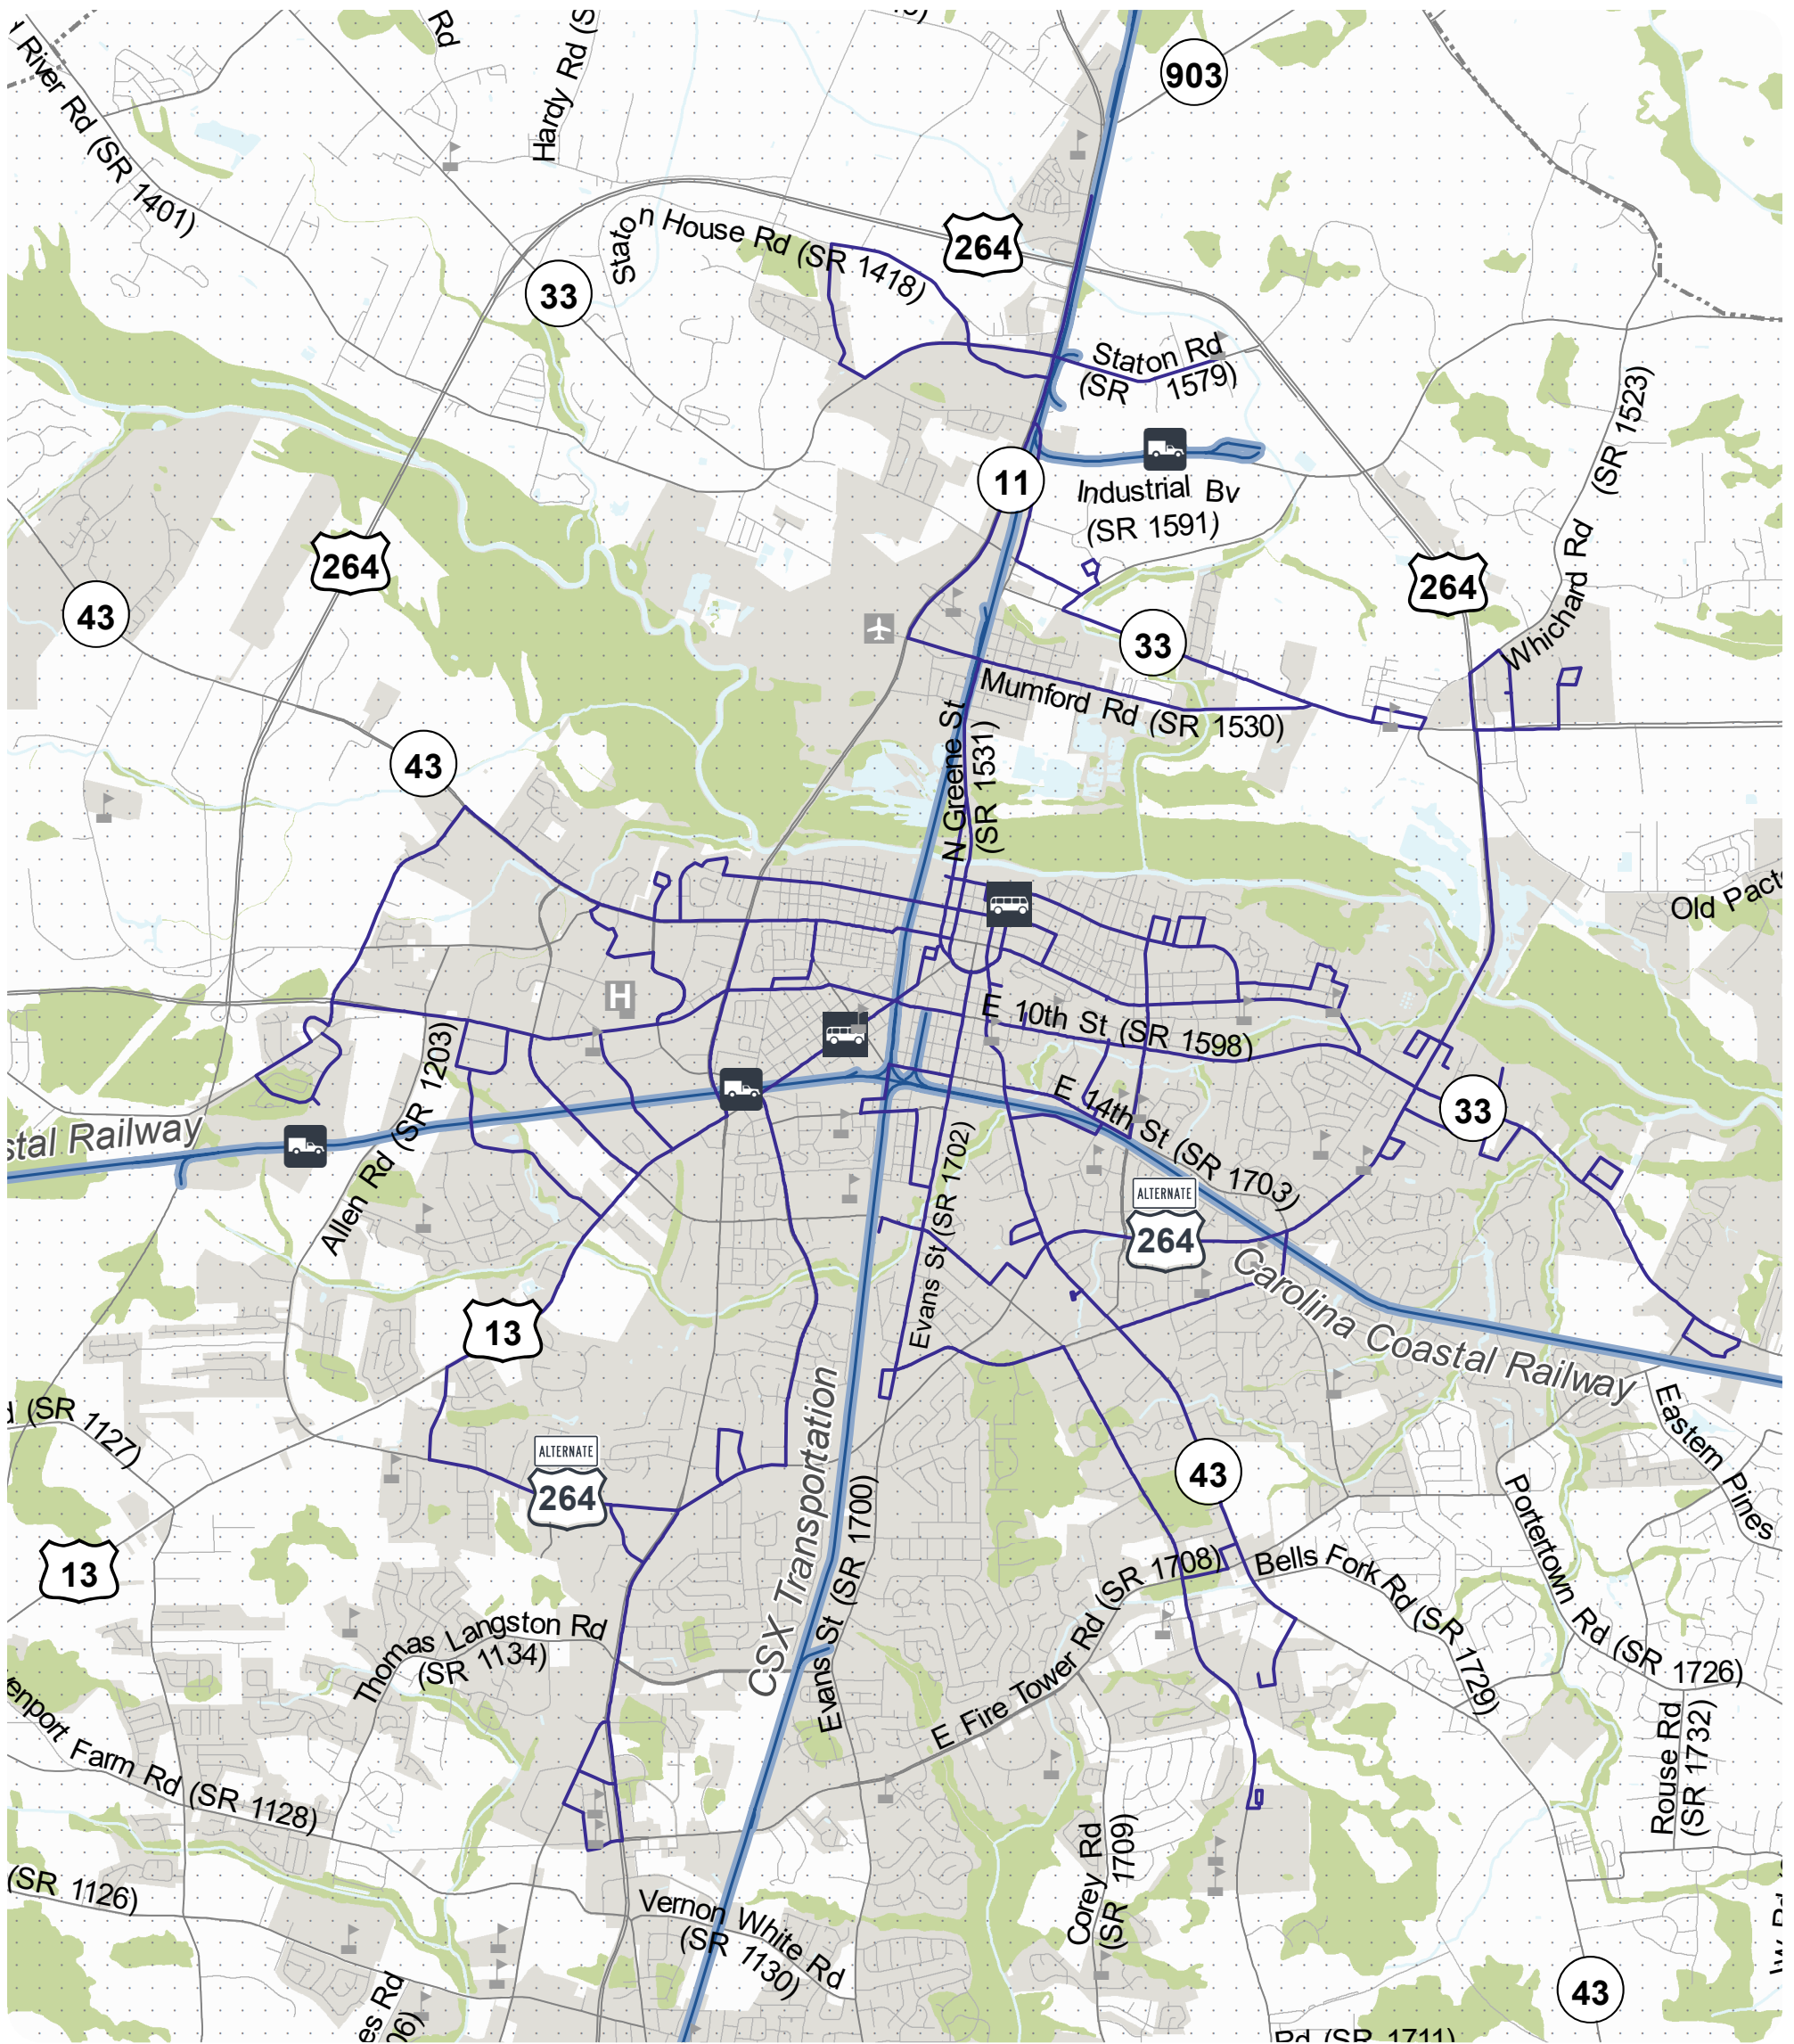 903
River Rd (SR 1401)
Rd
Hardy Rd (S
Staton House Rd (SR 1418)
264
33
Staton Rd
(SR 1579)
11
Industrial Bv
(SR 1591)
(SR 1523)
Whichard Rd
264
264
43
33
Mumford Rd (SR 1530)
N Greene St
(SR 1531)
43
Old Pact
H
E 10th St (SR 1598)
33
E 14th St (SR 1703)
stal Railway
Allen Rd (SR 1203)
Evans St (SR 1702)
ALTERNATE
264
Carolina Coastal Railway
13
CSX Transportation
d (SR 1127)
ALTERNATE
264
43
Eastern Pines
Portertown Rd (SR 1726)
13
Evans St (SR 1700)
E Fire Tower Rd (SR 1708)
Bells Fork Rd (SR 1729)
Thomas Langston Rd
(SR 1134)
Rouse Rd
(SR 1732)
enport Farm Rd (SR 1128)
(SR 1126)
Vernon White Rd
(SR 1130)
Corey Rd
(SR 1709)
43
es Rd
06)
Rd (SR 1711)